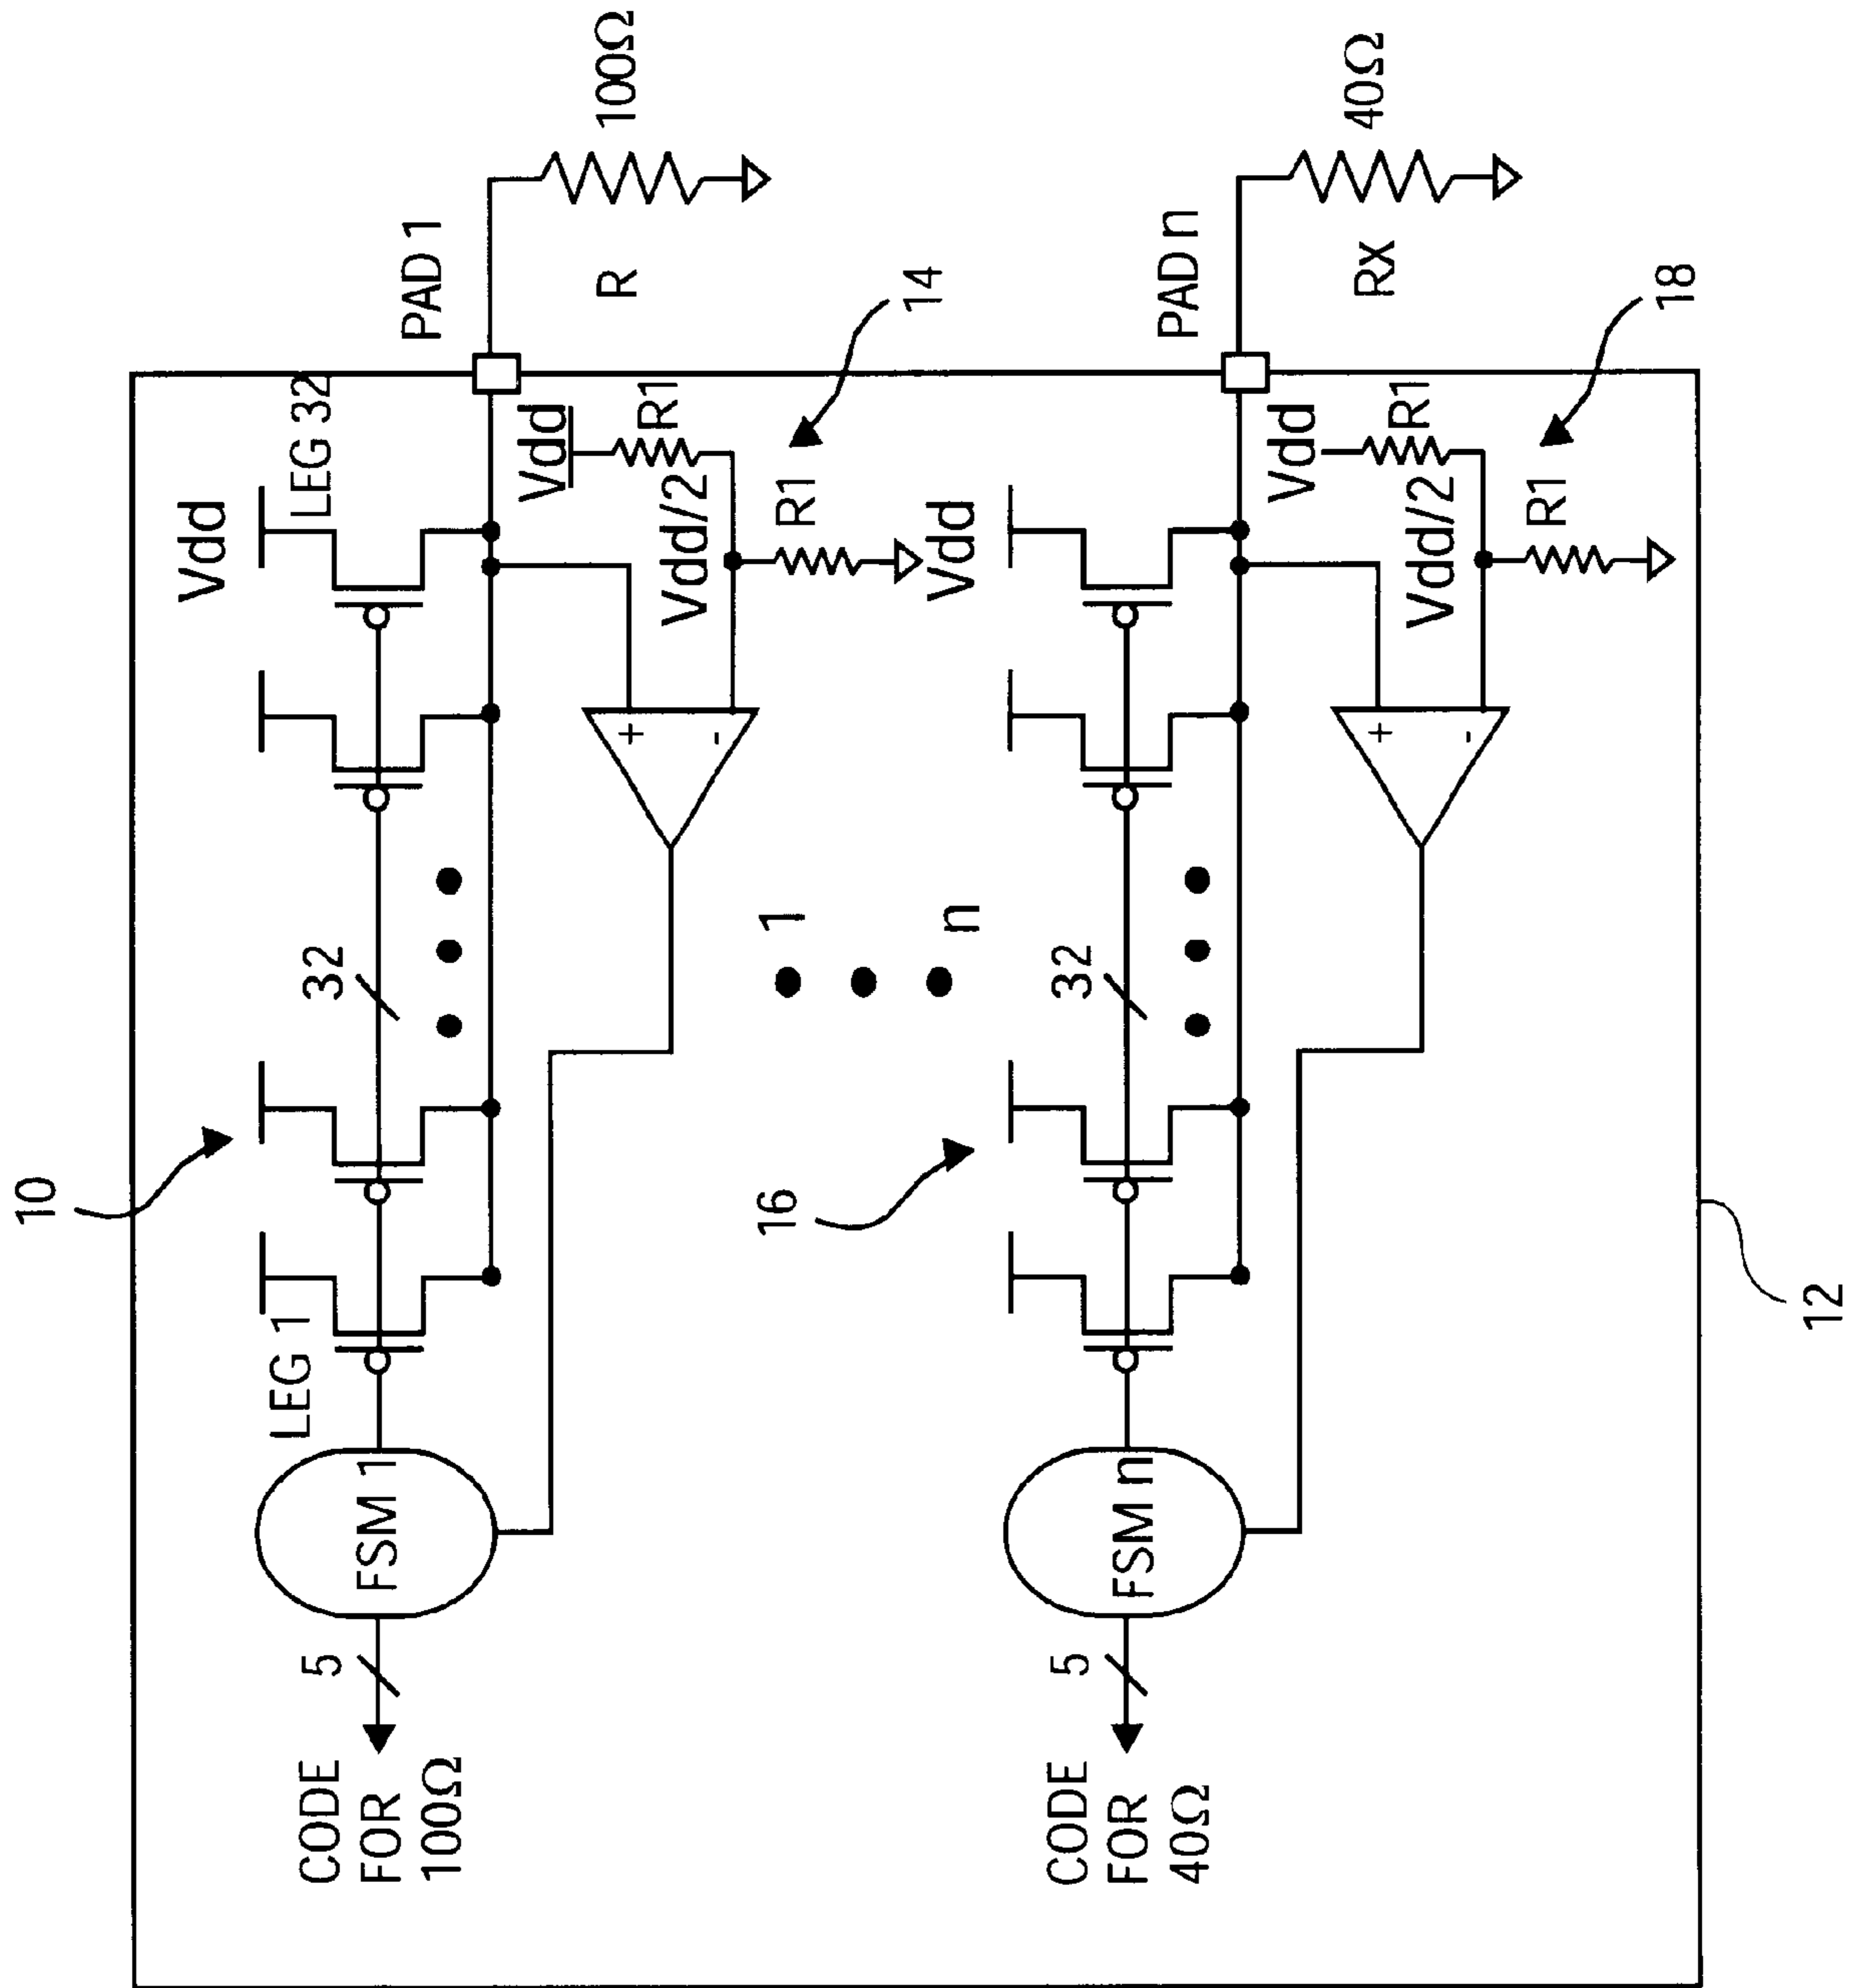 10
Vdd
LEG 1
LEG 32
32
FSM 1
5
CODE
FOR
100Ω
PAD 1
R
100Ω
Vdd
R1
Vdd/2
R1
+
-
14
1
n
16
Vdd
32
FSM n
5
CODE
FOR
40Ω
PAD n
Rx
40Ω
Vdd
R1
Vdd/2
R1
+
-
18
12